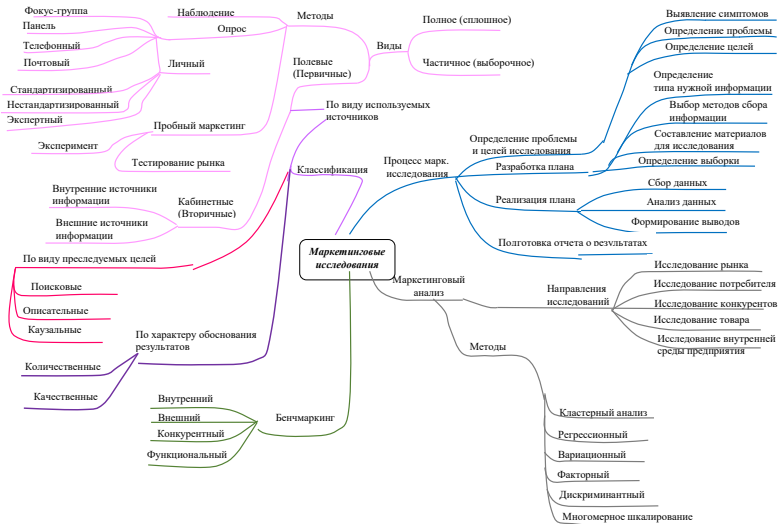 Фокус-группа
Панель
Телефонный
Почтовый
Наблюдение
Опрос
Личный
Стандартизированный
Нестандартизированный
Экспертный
Методы
Полное (сплошное)
Виды
Частичное (выборочное)
Полевые
(Первичные)
Пробный маркетинг
Эксперимент
Тестирование рынка
По виду используемых
источников
Классификация
Внутренние источники
информации
Внешние источники
информации
Кабинетные
(Вторичные)
По виду преследуемых целей
Поисковые
Описательные
Каузальные
По характеру обоснования
результатов
Количественные
Качественные
Внутренний
Внешний
Конкурентный
Функциональный
Бенчмаркинг
Маркетинговые
исследования
Процесс марк.
исследования
Определение проблемы
и целей исследования
Выявление симптомов
Определение проблемы
Определение целей
Разработка плана
Определение
типа нужной информации
Выбор методов сбора
информации
Составление материалов
для исследования
Определение выборки
Реализация плана
Сбор данных
Анализ данных
Формирование выводов
Подготовка отчета о результатах
Маркетинговый
анализ
Направления
исследований
Исследование рынка
Исследование потребителя
Исследование конкурентов
Исследование товара
Исследование внутренней
среды предприятия
Методы
Кластерный анализ
Регрессионный
Вариационный
Факторный
Дискриминантный
Многомерное шкалирование